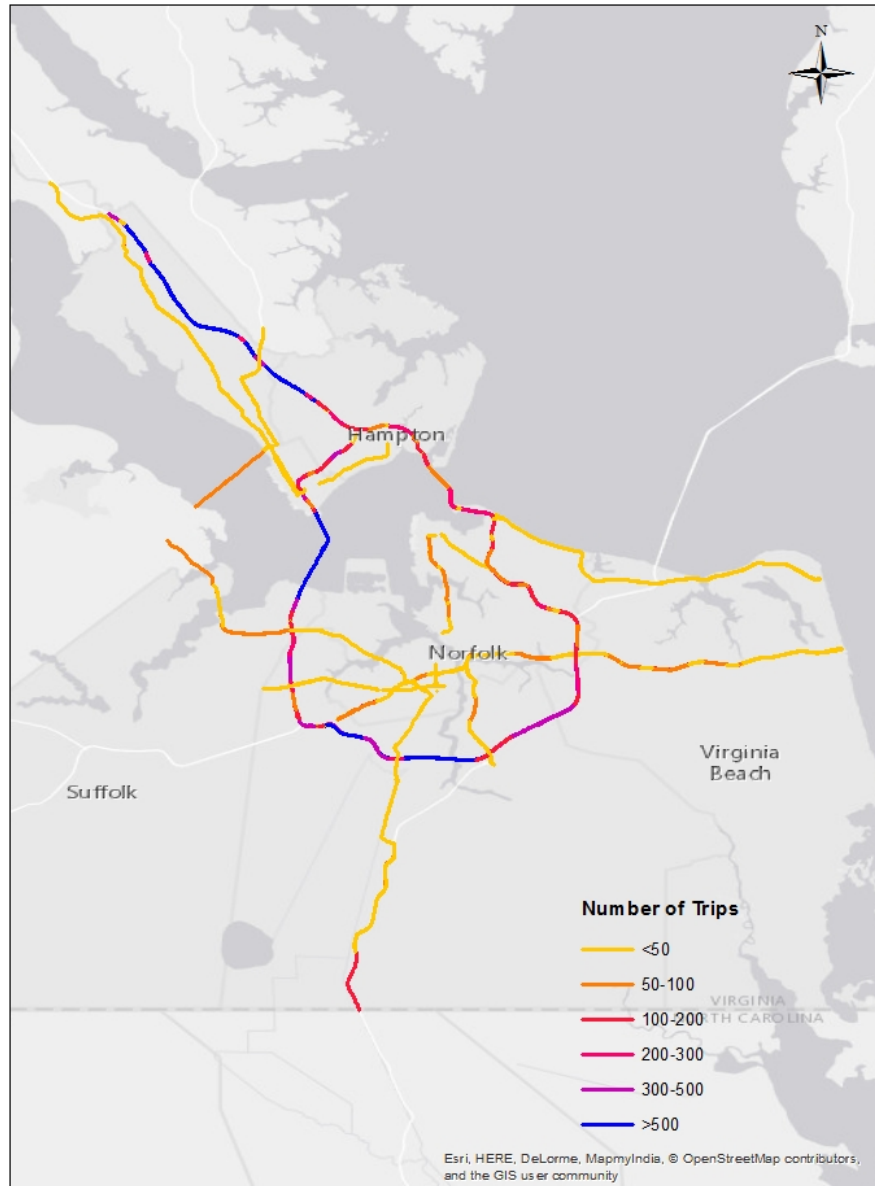 N
Hampton
Norfolk
Virginia
Beach
Suffolk
Number of Trips
<50
50-100
100-200
200-300
300-500
>500
VIRGINIA
NORTH CAROLINA
Esri, HERE, DeLorme, MapmyIndia, © OpenStreetMap contributors,
and the GIS user community